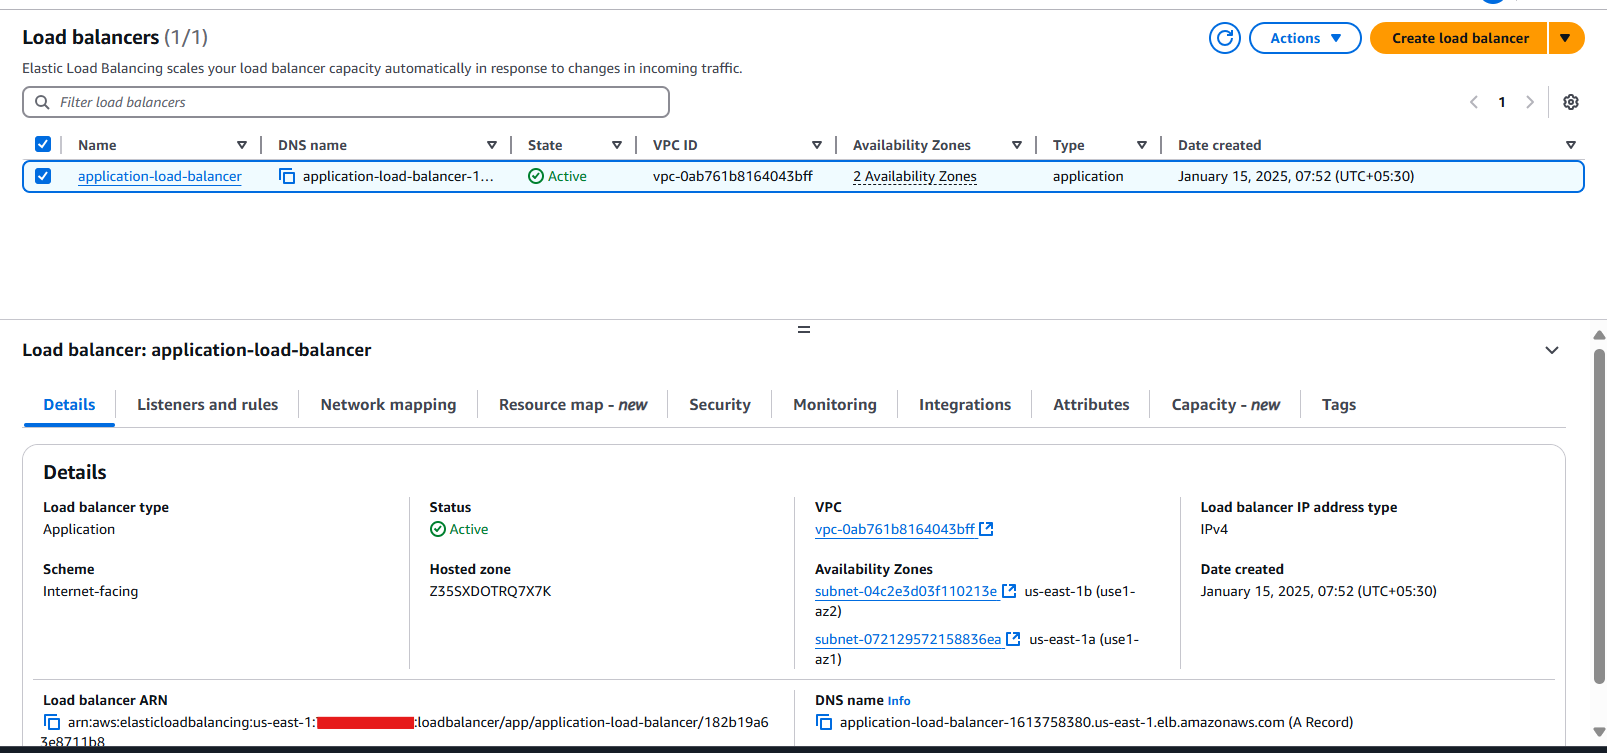 Load balancers (1/1)
Actions
Create load balancer
Elastic Load Balancing scales your load balancer capacity automatically in response to changes in incoming traffic.
Filter load balancers
1
Name DNS name State VPC ID Availability Zones Type Date created
application-load-balancer application-load-balancer-1... Active vpc-0ab761b8164043bff 2 Availability Zones application January 15, 2025, 07:52 (UTC+05:30)
Load balancer: application-load-balancer
Details Listeners and rules Network mapping Resource map - new Security Monitoring Integrations Attributes Capacity - new Tags
Details
Load balancer type
Application
Status
Active
VPC
vpc-0ab761b8164043bff
Load balancer IP address type
IPv4
Scheme
Internet-facing
Hosted zone
Z35SXDOTRQ7X7K
Availability Zones
subnet-04c2e3d03f110213e us-east-1b (use1-
az2)
subnet-072129572158836ea us-east-1a (use1-
az1)
Date created
January 15, 2025, 07:52 (UTC+05:30)
Load balancer ARN
arn:aws:elasticloadbalancing:us-east-1: :loadbalancer/app/application-load-balancer/182b19a6
3e8711b8
DNS name Info
application-load-balancer-1613758380.us-east-1.elb.amazonaws.com (A Record)